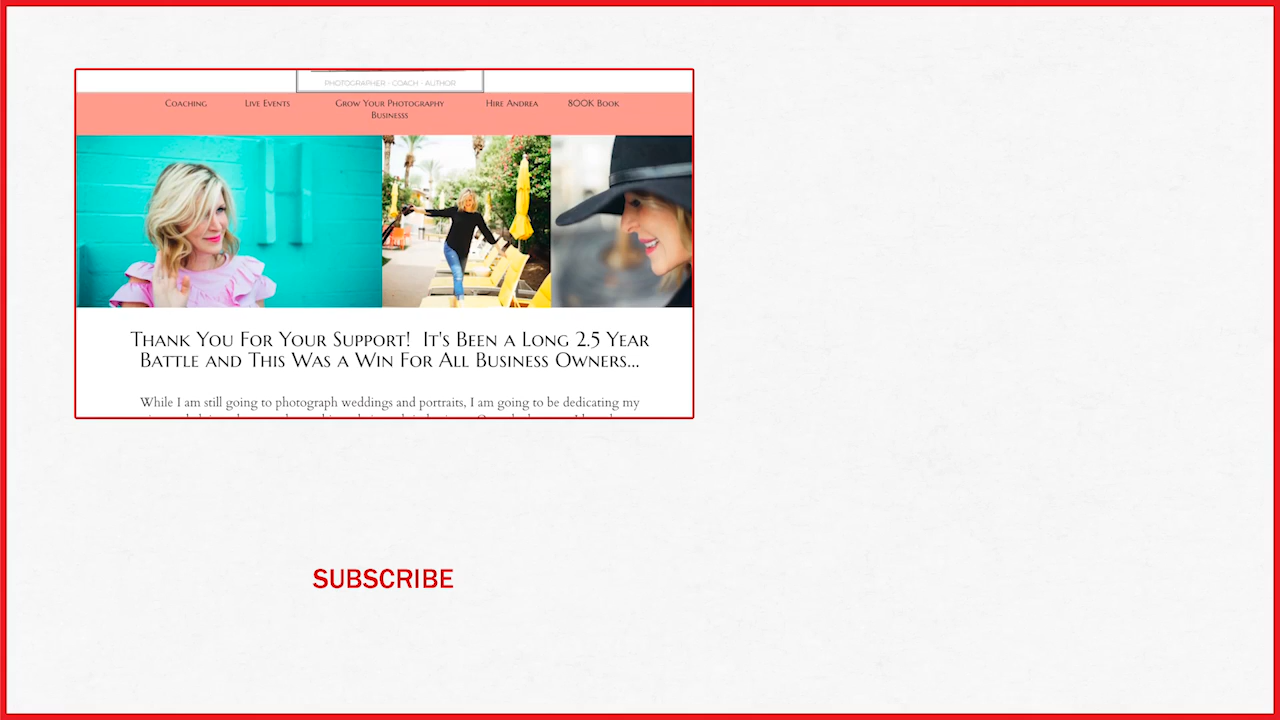 PHOTOGRAPHER - COACH - AUTHOR
Coaching
Live Events
Grow Your Photography
Businesss
Hire Andrea
800K Book
Thank You For Your Support! It's Been a Long 2.5 Year
Battle and This Was a Win For All Business Owners...
While I am still going to photograph weddings and portraits, I am going to be dedicating my
SUBSCRIBE